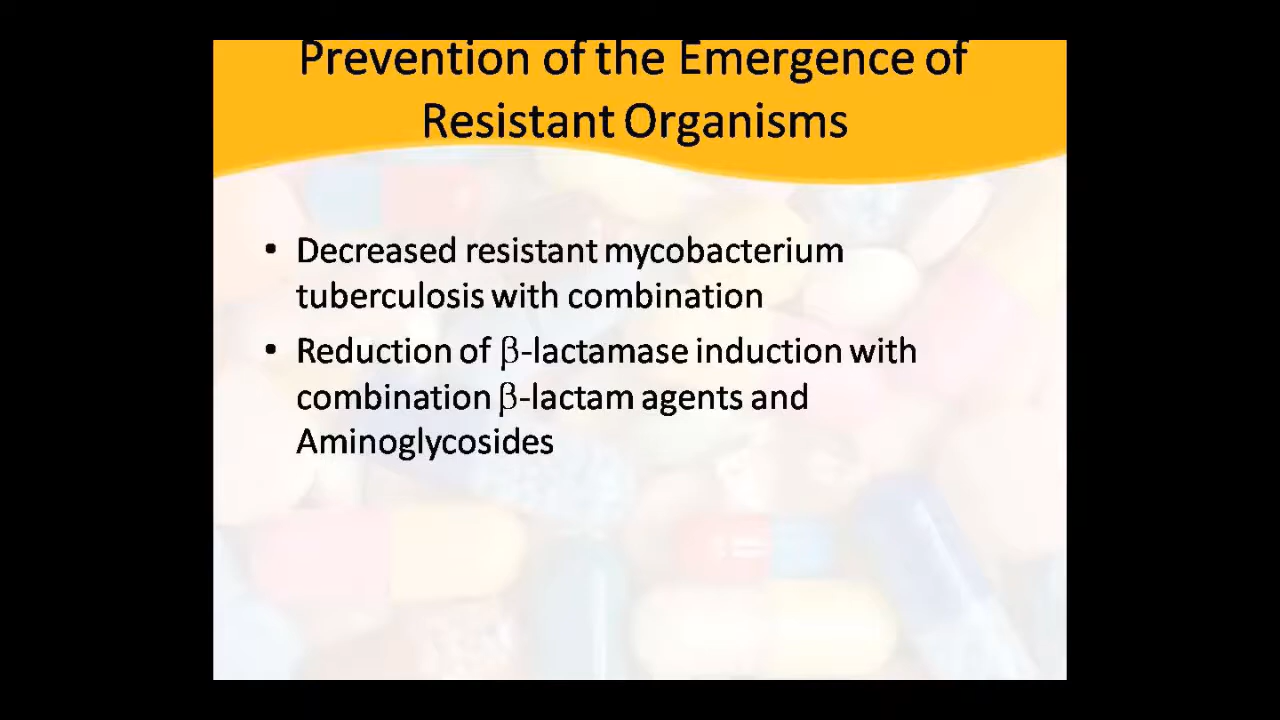 Prevention of the Emergence of
Resistant Organisms
• Decreased resistant mycobacterium
tuberculosis with combination
• Reduction of β-lactamase induction with
combination β-lactam agents and
Aminoglycosides